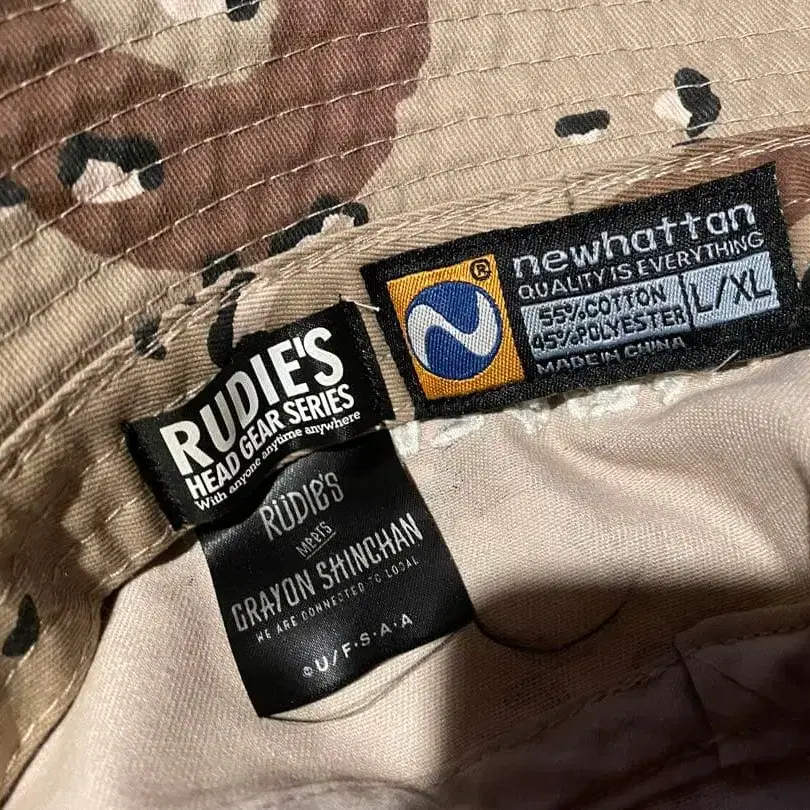 newhattan
QUALITY IS EVERYTHING
55%COTTON
45%POLYESTER
L/XL
MADE IN CHINA
®
RUDIE'S
HEAD GEAR SERIES
With anyone anytime anywhere
RÜDIE'S
MEETS
CRAYON SHINCHAN
WE ARE CONNECTED TO LOCAL
©U/F·S·A·A